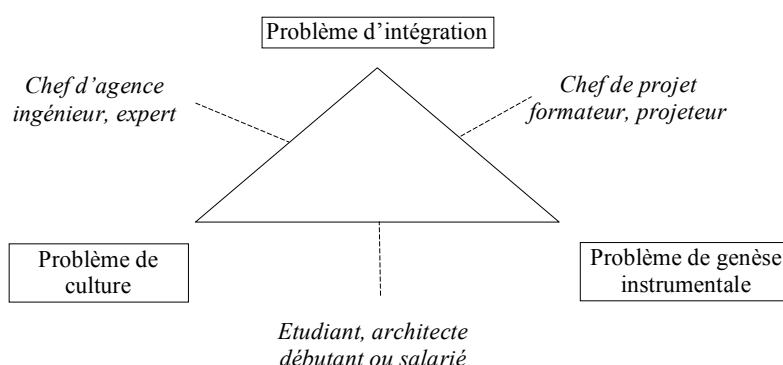 Problème d’intégration
Chef d’agence
ingénieur, expert
Chef de projet
formateur, projeteur
Problème de
culture
Problème de genèse
instrumentale
Etudiant, architecte
débutant ou salarié